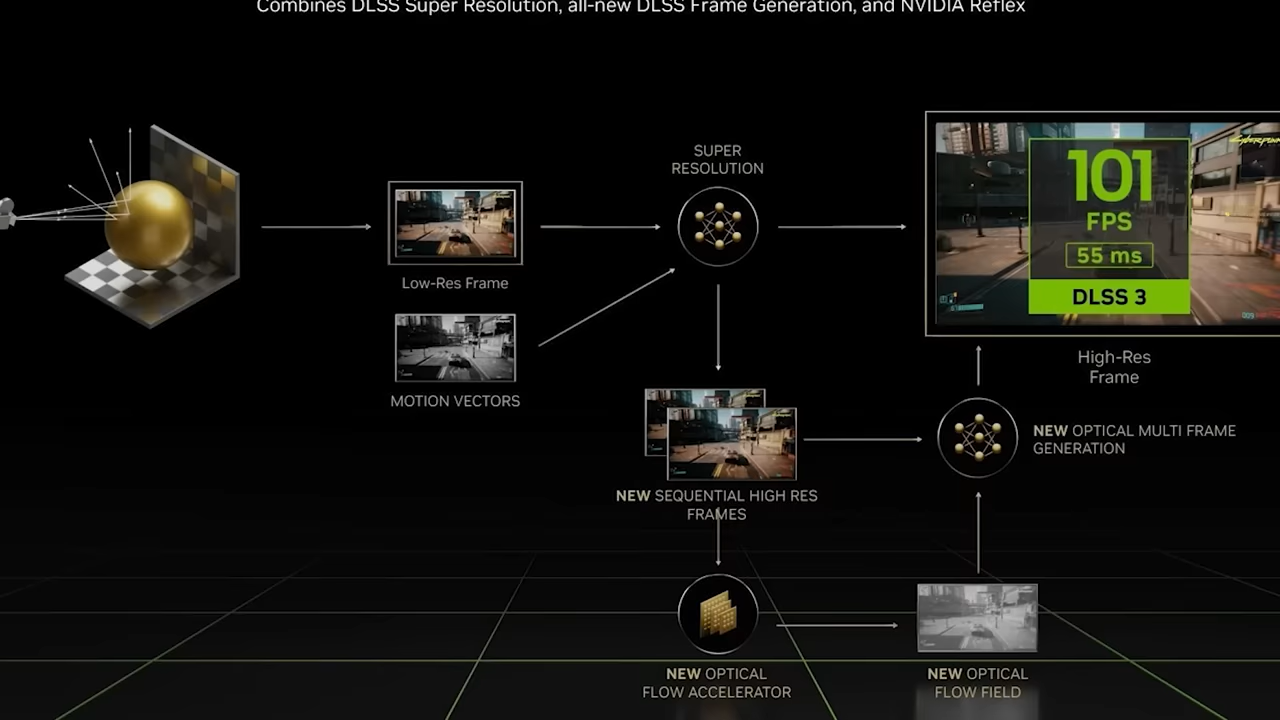 Combines DLSS Super Resolution, all-new DLSS Frame Generation, and NVIDIA Reflex
SUPER
RESOLUTION
101
FPS
55 ms
DLSS 3
Low-Res Frame
High-Res
Frame
MOTION VECTORS
NEW OPTICAL MULTI FRAME
GENERATION
NEW SEQUENTIAL HIGH RES
FRAMES
NEW OPTICAL
FLOW ACCELERATOR
NEW OPTICAL
FLOW FIELD